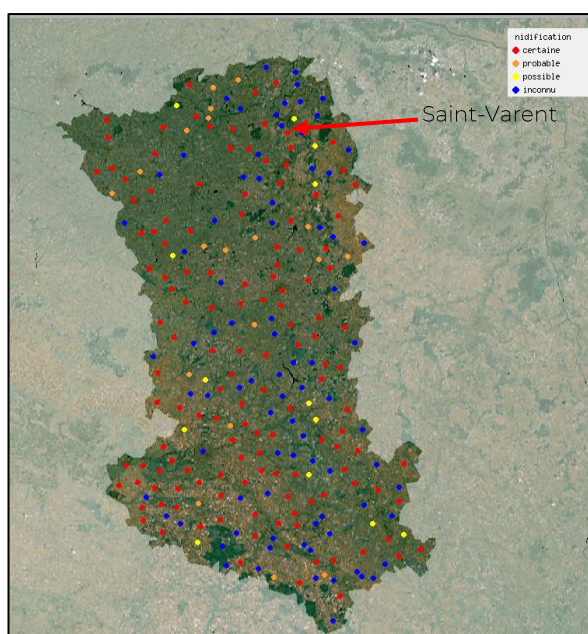 nidification
certaine
probable
possible
inconnu
Saint-Varent